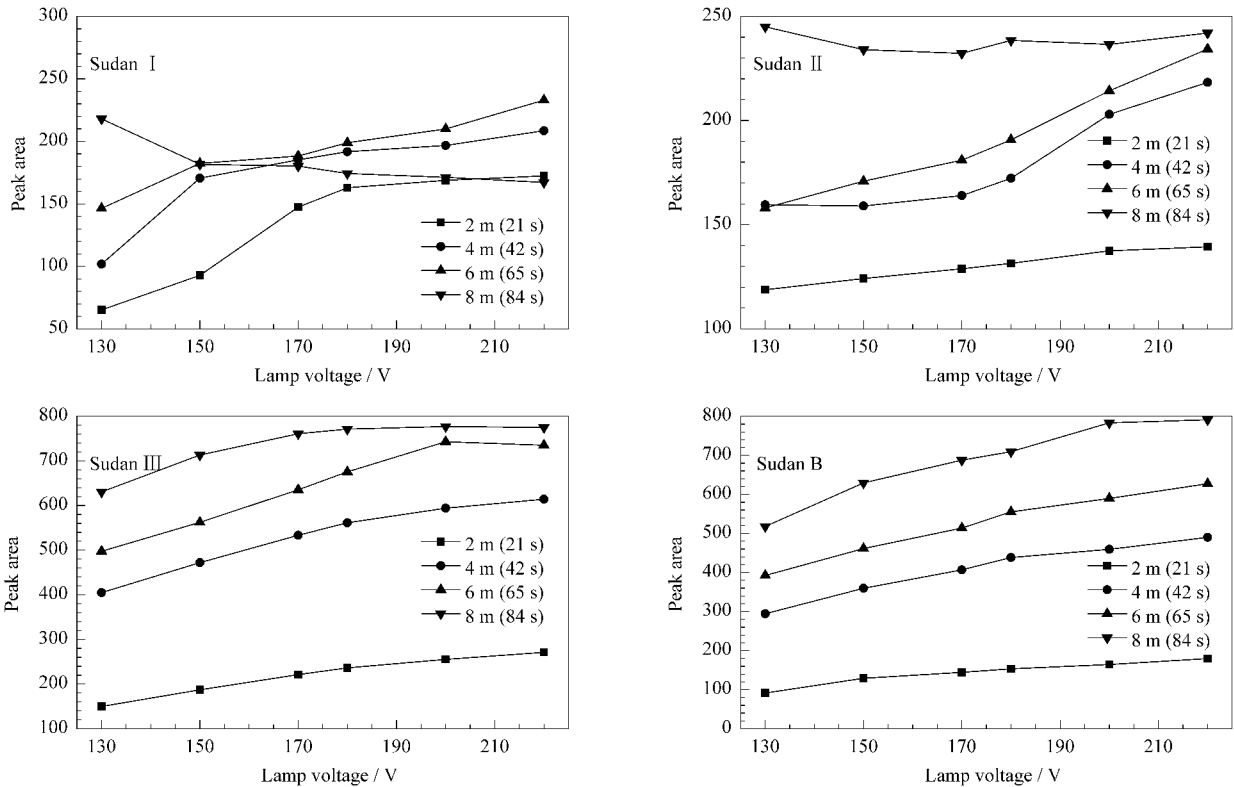 300
250
200
150
100
50
Peak area
Sudan Ⅰ
2 m (21 s)
4 m (42 s)
6 m (65 s)
8 m (84 s)
130 150 170 190 210
Lamp voltage / V
250
200
150
100
Peak area
Sudan Ⅱ
2 m (21 s)
4 m (42 s)
6 m (65 s)
8 m (84 s)
130 150 170 190 210
Lamp voltage / V
800
700
600
500
400
300
200
100
Peak area
Sudan III
2 m (21 s)
4 m (42 s)
6 m (65 s)
8 m (84 s)
130 150 170 190 210
Lamp voltage / V
800
700
600
500
400
300
200
100
0
Peak area
Sudan B
2 m (21 s)
4 m (42 s)
6 m (65 s)
8 m (84 s)
130 150 170 190 210
Lamp voltage / V